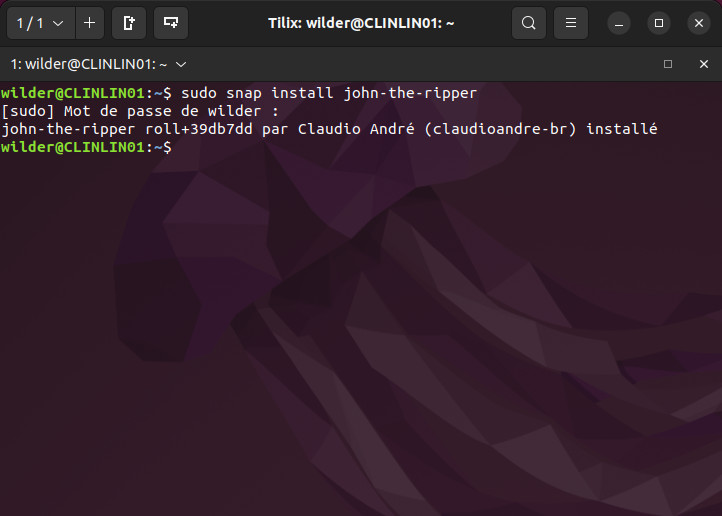 1 / 1
Tilix: wilder@CLINLIN01: ~
1: wilder@CLINLIN01: ~
wilder@CLINLIN01:~$ sudo snap install john-the-ripper
[sudo] Mot de passe de wilder :
john-the-ripper roll+39db7dd par Claudio André (claudioandre-br) installé
wilder@CLINLIN01:~$